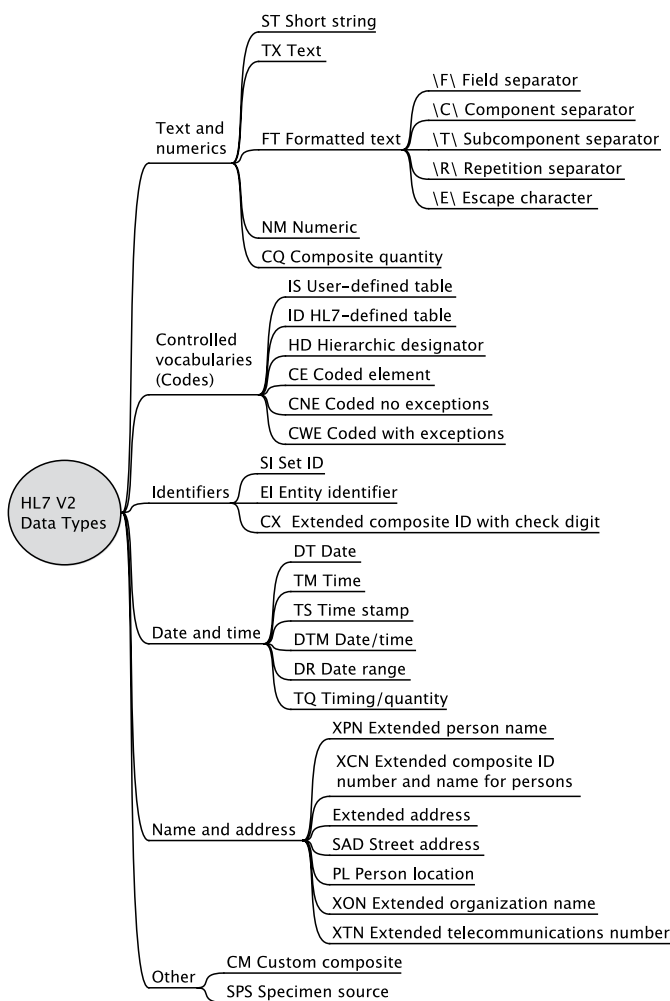 HL7 V2
Data Types
Text and
numerics
ST Short string
TX Text
FT Formatted text
\F\ Field separator
\C\ Component separator
\T\ Subcomponent separator
\R\ Repetition separator
\E\ Escape character
NM Numeric
CQ Composite quantity
Controlled
vocabularies
(Codes)
IS User-defined table
ID HL7-defined table
HD Hierarchic designator
CE Coded element
CNE Coded no exceptions
CWE Coded with exceptions
Identifiers
SI Set ID
EI Entity identifier
CX Extended composite ID with check digit
Date and time
DT Date
TM Time
TS Time stamp
DTM Date/time
DR Date range
TQ Timing/quantity
Name and address
XPN Extended person name
XCN Extended composite ID
number and name for persons
Extended address
SAD Street address
PL Person location
XON Extended organization name
XTN Extended telecommunications number
Other
CM Custom composite
SPS Specimen source